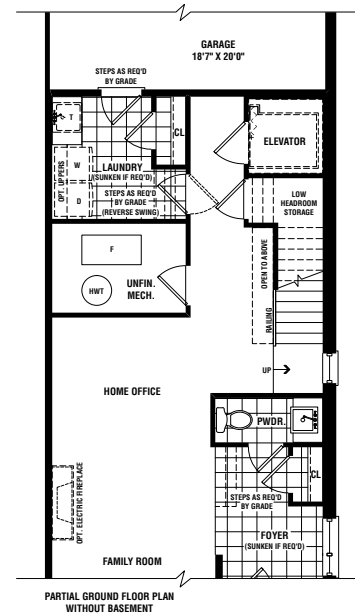 GARAGE
18'7" X 20'0"
STEPS AS REQ'D
BY GRADE
T
CL
ELEVATOR
W
LAUNDRY
(SUNKEN IF REQ'D)
OPT. UPPERS
D
STEPS AS REQ'D
BY GRADE
(REVERSE SWING)
LOW
HEADROOM
STORAGE
F
OPEN TO ABOVE
HWT
UNFIN.
MECH.
RAILING
UP
HOME OFFICE
PWDR.
CL
STEPS AS REQ'D
BY GRADE
OPT. ELECTRIC FIREPLACE
FOYER
(SUNKEN IF REQ'D)
FAMILY ROOM
PARTIAL GROUND FLOOR PLAN
WITHOUT BASEMENT